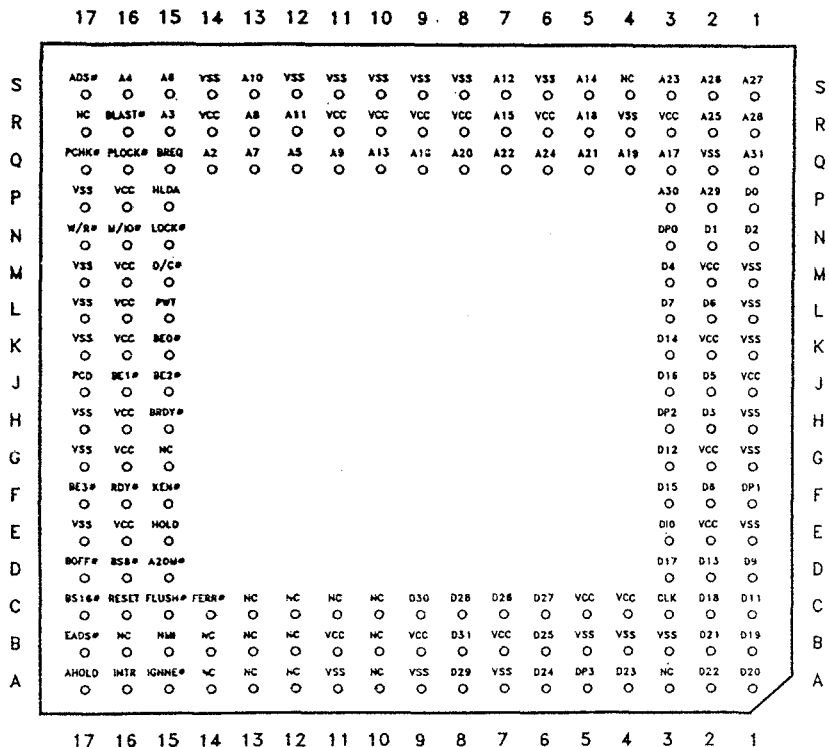 17 16 15 14 13 12 11 10 9 8 7 6 5 4 3 2 1
S ADS# A4 A6 VSS A10 VSS VSS VSS VSS VSS A12 VSS A14 NC A23 A26 A27 S
R NC BLAST# A3 VCC A8 A11 VCC VCC VCC VCC A15 VCC A18 VSS VCC A25 A28 R
Q PCHK# PLOCK# BREQ A2 A7 A5 A9 A13 A16 A20 A22 A24 A21 A19 A17 VSS A31 Q
P VSS VCC HLDA A30 A29 D0 P
N W/R# M/IO# LOCK# DP0 D1 D2 N
M VSS VCC D/C# D4 VCC VSS M
L VSS VCC PWT D7 D6 VSS L
K VSS VCC BE0# D14 VCC VSS K
J PCD BE1# BE2# D16 D5 VCC J
H VSS VCC BRDY# DP2 D3 VSS H
G VSS VCC NC D12 VCC VSS G
F BE3# RDY# KEN# D15 D8 DP1 F
E VSS VCC HOLD D10 VCC VSS E
D BOFF# BS8# A20M# D17 D13 D9 D
C BS16# RESET FLUSH# FERR# NC NC NC NC D30 D28 D26 D27 VCC VCC CLK D18 D11 C
B EADS# NC NMI NC NC NC VCC NC VCC D31 VCC D25 VSS VSS VSS D21 D19 B
A AHOLD INTR IGNNE# NC NC NC VSS NC VSS D29 VSS D24 DP3 D23 NC D22 D20 A
17 16 15 14 13 12 11 10 9 8 7 6 5 4 3 2 1